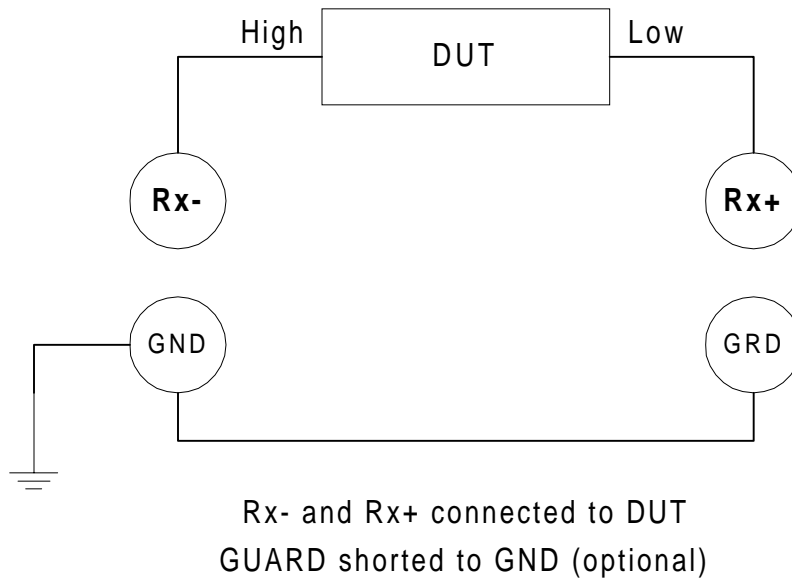 High
DUT
Low
Rx-
Rx+
GND
GRD
Rx- and Rx+ connected to DUT
GUARD shorted to GND (optional)